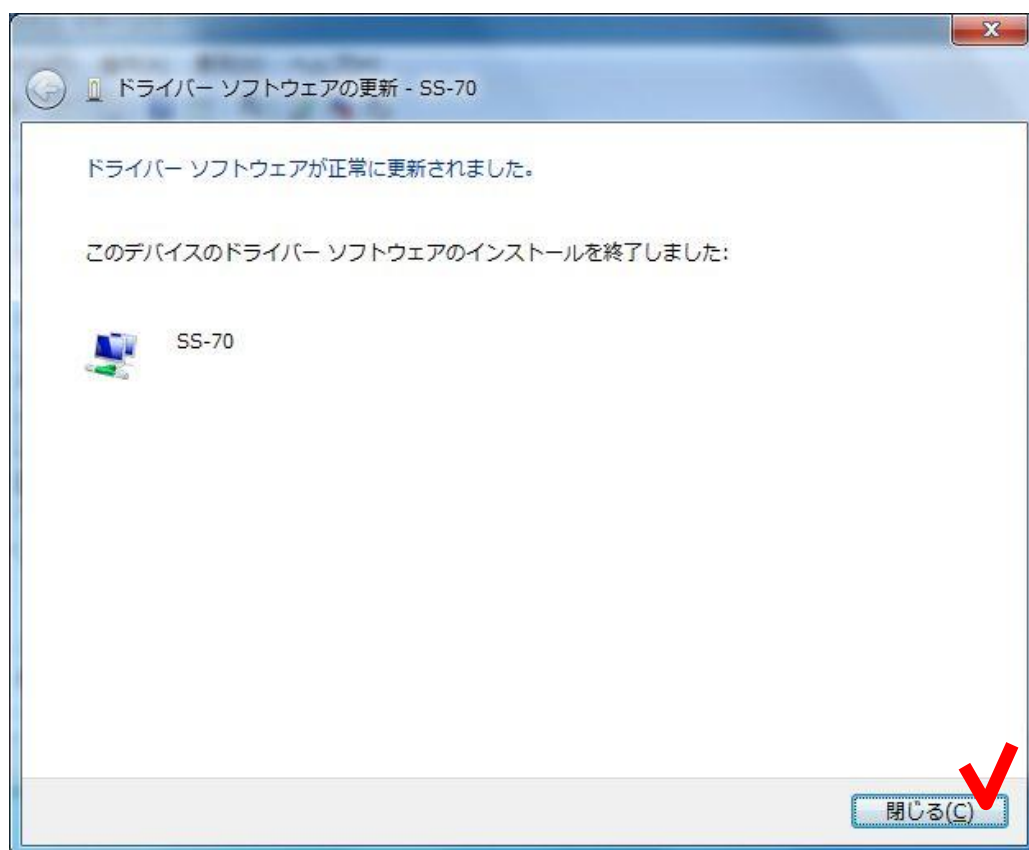 ドライバー ソフトウェアの更新 - SS-70
ドライバー ソフトウェアが正常に更新されました。
このデバイスのドライバー ソフトウェアのインストールを終了しました:
SS-70
閉じる(C)